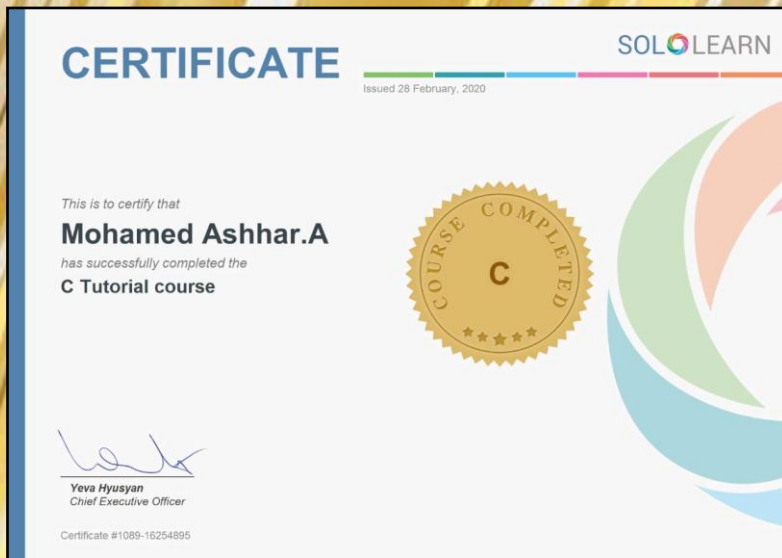 CERTIFICATE
SOLOLEARN
Issued 28 February, 2020
This is to certify that
Mohamed Ashhar.A
has successfully completed the
C Tutorial course
COURSE COMPLETED
C
Yeva Hyusyan
Chief Executive Officer
Certificate #1089-16254895